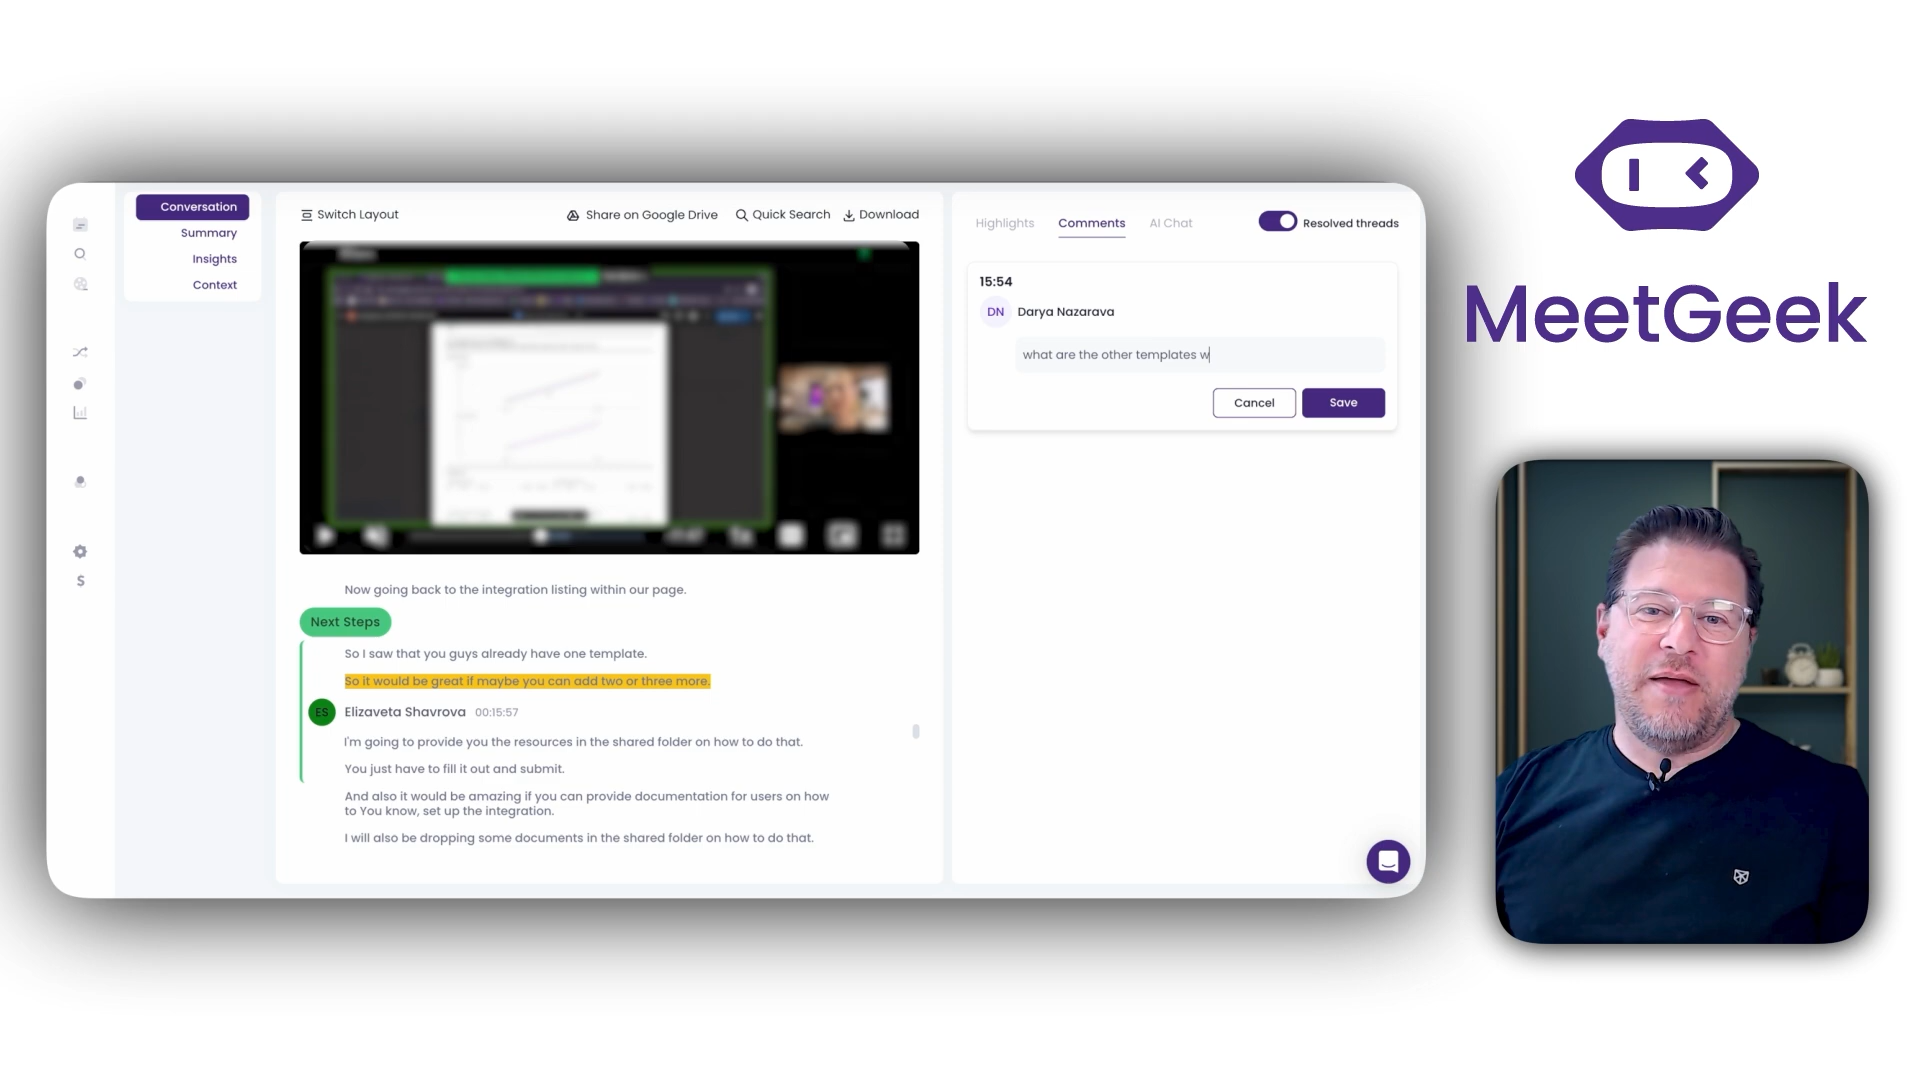 Conversation
Summary
Insights
Context
Switch Layout
Share on Google Drive
Quick Search
Download
Now going back to the integration listing within our page.
Next Steps
So I saw that you guys already have one template.
So it would be great if maybe you can add two or three more.
ES
Elizaveta Shavrova 00:15:57
I'm going to provide you the resources in the shared folder on how to do that.
You just have to fill it out and submit.
And also it would be amazing if you can provide documentation for users on how
to You know, set up the integration.
I will also be dropping some documents in the shared folder on how to do that.
Highlights
Comments
AI Chat
Resolved threads
15:54
DN
Darya Nazarava
what are the other templates w
Cancel
Save
MeetGeek